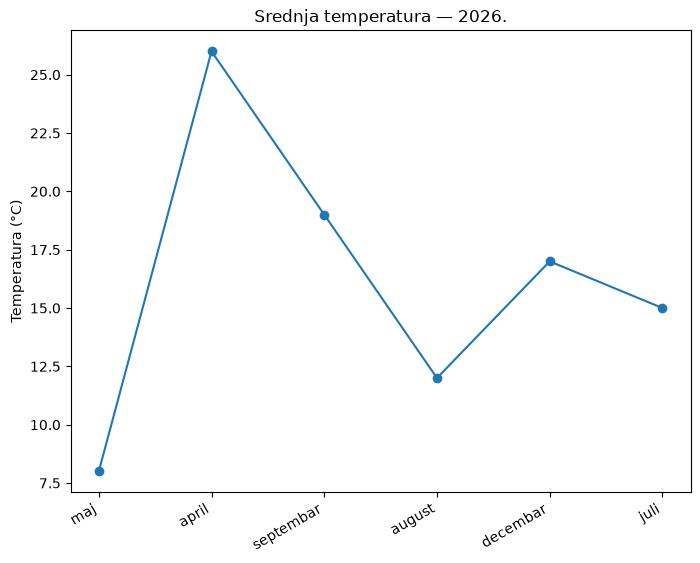 Srednja temperatura — 2026.
Temperatura (°C)
25.0
22.5
20.0
17.5
15.0
12.5
10.0
7.5
maj
april
septembar
august
decembar
juli